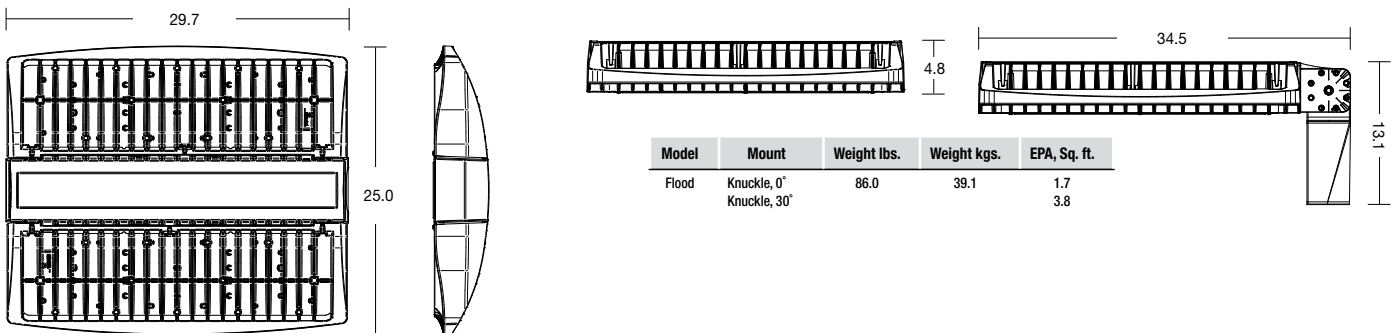 29.7
25.0
4.8
34.5
13.1
Model Mount Weight lbs. Weight kgs. EPA, Sq. ft.
Flood Knuckle, 0˚ 86.0 39.1 1.7
Knuckle, 30˚ 3.8